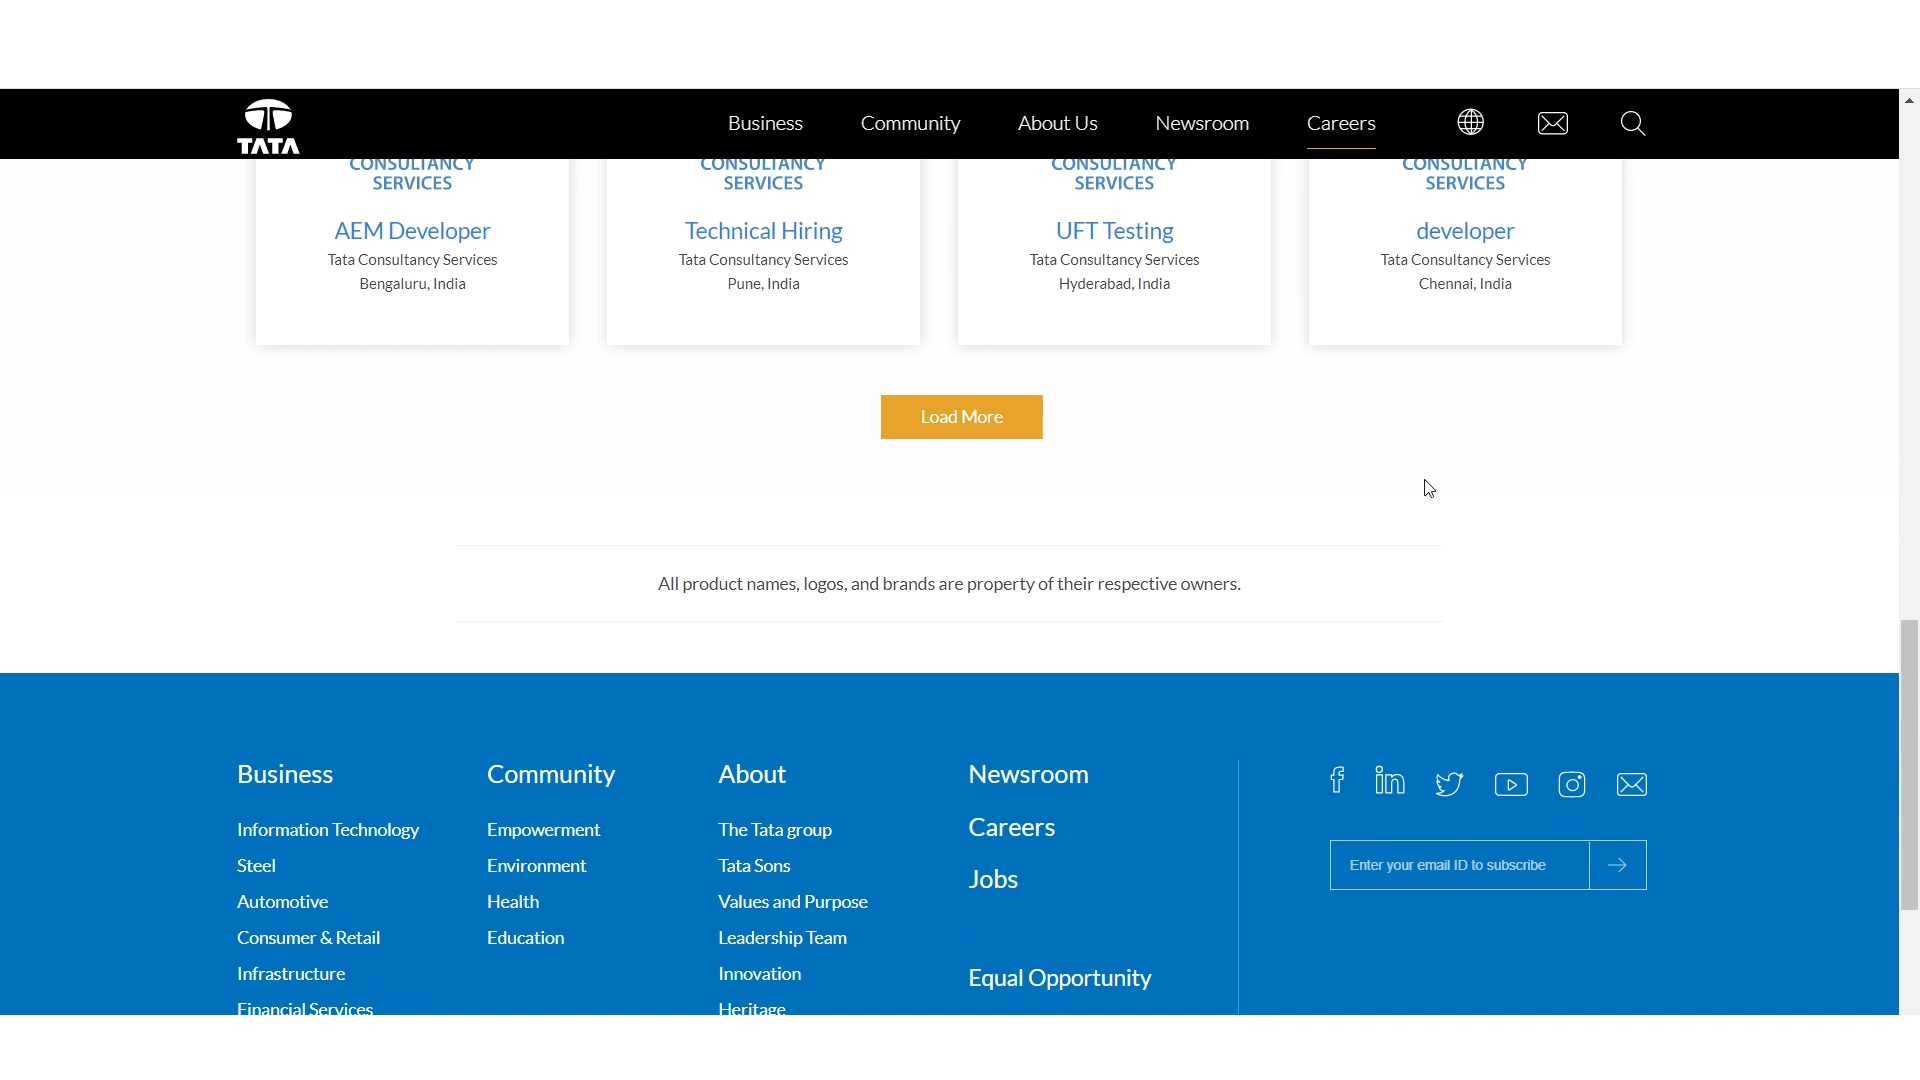 TATA
Business
Community
About Us
Newsroom
Careers
CONSULTANCY
SERVICES
AEM Developer
Tata Consultancy Services
Bengaluru, India
CONSULTANCY
SERVICES
Technical Hiring
Tata Consultancy Services
Pune, India
CONSULTANCY
SERVICES
UFT Testing
Tata Consultancy Services
Hyderabad, India
CONSULTANCY
SERVICES
developer
Tata Consultancy Services
Chennai, India
Load More
All product names, logos, and brands are property of their respective owners.
Business
Information Technology
Steel
Automotive
Consumer & Retail
Infrastructure
Financial Services
Community
Empowerment
Environment
Health
Education
About
The Tata group
Tata Sons
Values and Purpose
Leadership Team
Innovation
Heritage
Newsroom
Careers
Jobs
Equal Opportunity
Enter your email ID to subscribe